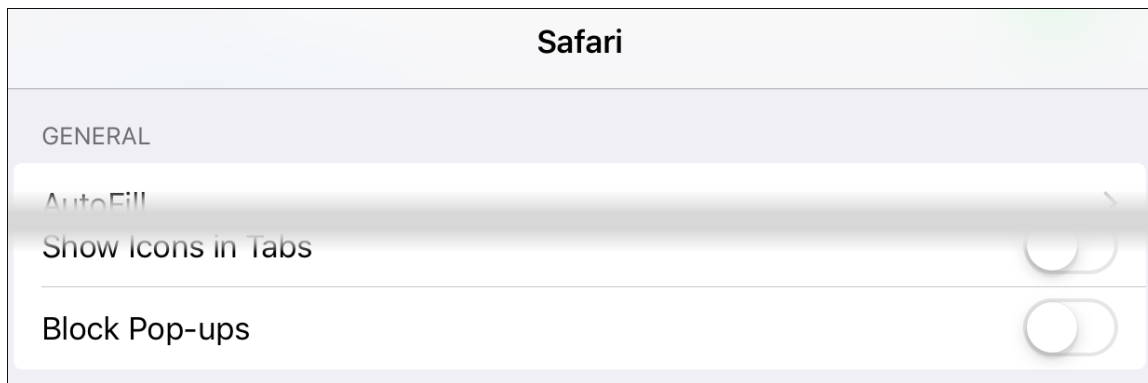 Safari
GENERAL
AutoFill
Show Icons in Tabs
Block Pop-ups